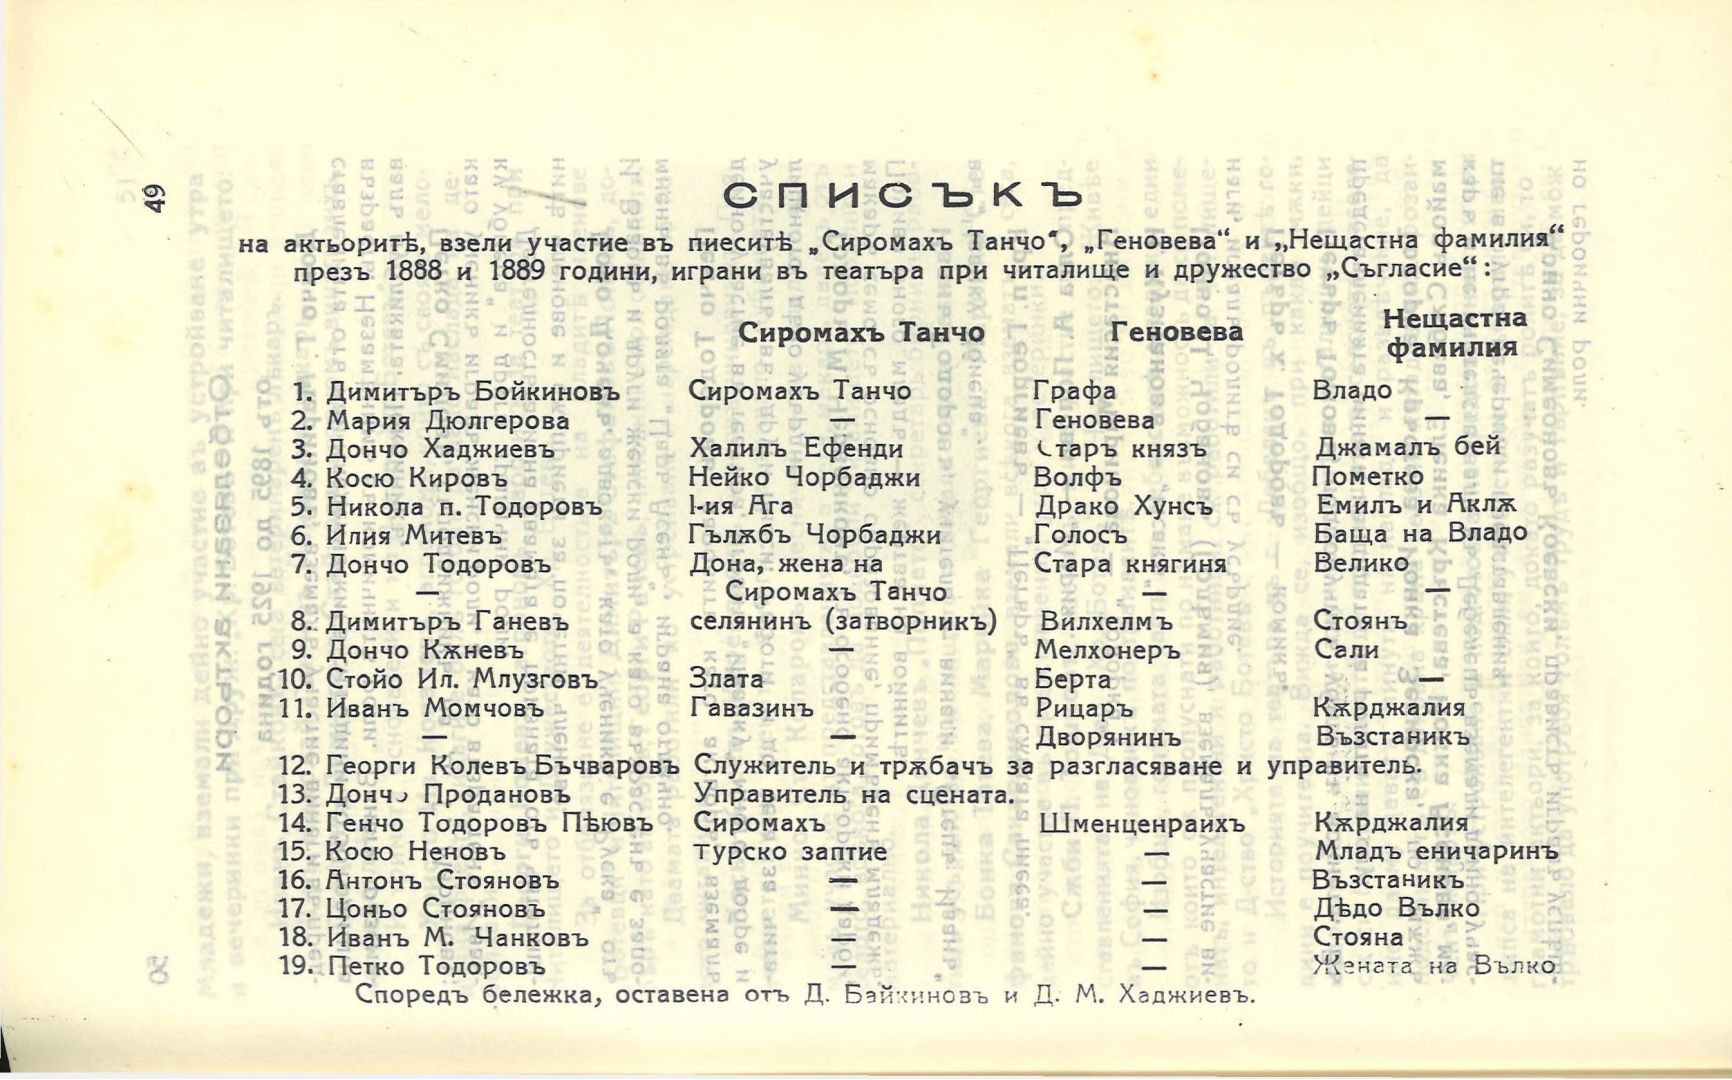 49
СПИСЪКЪ
на актьоритѣ, взели участие въ пиеситѣ „Сиромахъ Танчо“, „Геновева“ и „Нещастна фамилия“
презъ 1888 и 1889 години, играни въ театъра при читалище и дружество „Съгласие“:
Сиромахъ Танчо Геновева Нещастна фамилия
1. Димитъръ Бойкиновъ Сиромахъ Танчо Графа Владо
2. Мария Дюлгерова — Геновева —
3. Дончо Хаджиевъ Халилъ Ефенди Старъ князъ Джамалъ бей
4. Косю Кировъ Нейко Чорбаджи Волфъ Пометко
5. Никола п. Тодоровъ I-ия Ага Драко Хунсъ Емилъ и Аклѫ
6. Илия Митевъ Гълѫбъ Чорбаджи Голосъ Баща на Владо
7. Дончо Тодоровъ Дона, жена на Стара княгиня Велико
— Сиромахъ Танчо — —
8. Димитъръ Ганевъ селянинъ (затворникъ) Вилхелмъ Стоянъ
9. Дончо Кѫневъ — Мелхонеръ Сали
10. Стойо Ил. Млузговъ Злата Берта —
11. Иванъ Момчовъ Гавазинъ Рицаръ Кѫрджалия
— — Дворянинъ Възстаникъ
12. Георги Колевъ Бъчваровъ Служитель и трѫбачъ за разгласяване и управитель.
13. Дончо Продановъ Управитель на сцената.
14. Генчо Тодоровъ Пѣювъ Сиромахъ Шменценраихъ Кѫрджалия
15. Косю Неновъ Турско заптие — Младъ еничаринъ
16. Антонъ Стояновъ — — Възстаникъ
17. Цоньо Стояновъ — — Дѣдо Вълко
18. Иванъ М. Чанковъ — — Стояна
19. Петко Тодоровъ — — Жената на Вълко
Споредъ бележка, оставена отъ Д. Бойкиновъ и Д. М. Хаджиевъ.